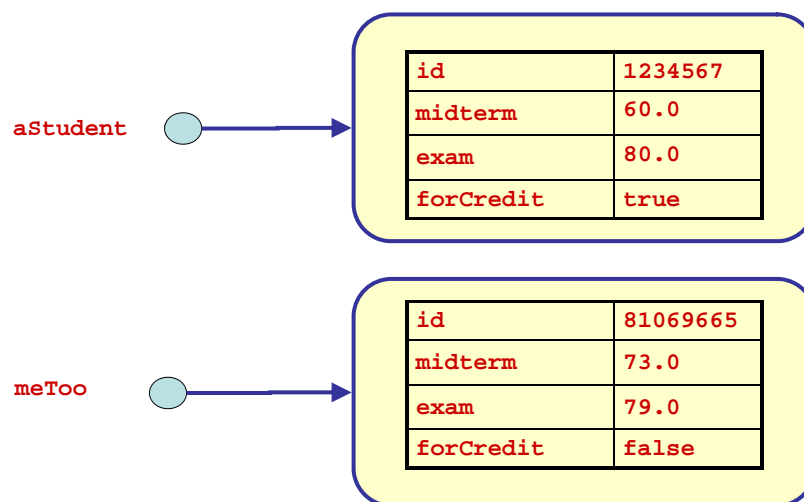 id 1234567
midterm 60.0
aStudent
exam 80.0
forCredit true
id 81069665
midterm 73.0
meToo
exam 79.0
forCredit false